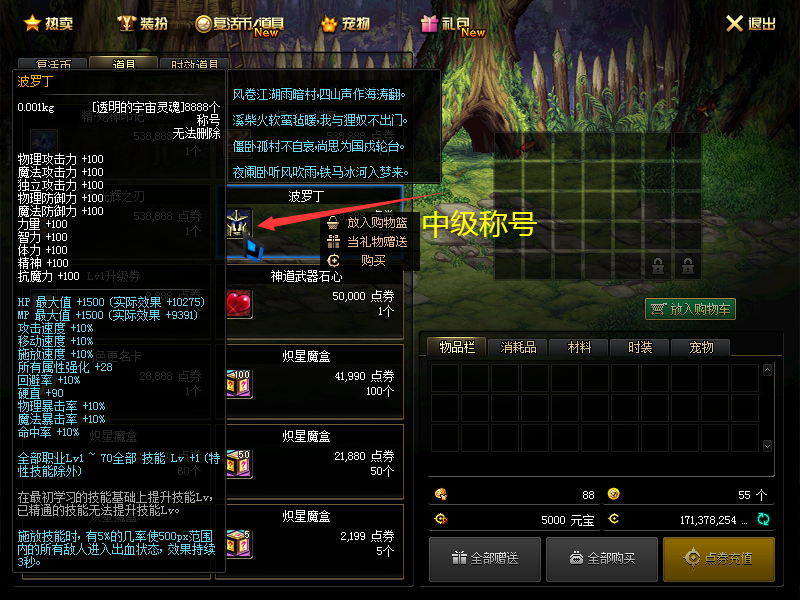 热卖
装扮
复活币/道具
New
宠物
礼包
New
退出
复活币
道具
时效道具
波罗丁
0.001kg
[透明的宇宙灵魂]8888个
称号
无法删除
物理攻击力 +100
魔法攻击力 +100
独立攻击力 +100
物理防御力 +100
魔法防御力 +100
力量 +100
智力 +100
体力 +100
精神 +100
抗魔力 +100
HP 最大值 +1500 (实际效果 +10275)
MP 最大值 +1500 (实际效果 +9391)
攻击速度 +10%
移动速度 +10%
施放速度 +10%
所有属性强化 +28
回避率 +10%
硬直 +90
物理暴击率 +10%
魔法暴击率 +10%
命中率 +10%
全部职业Lv1 ~ 70全部 技能 Lv +1 (特
性技能除外)
在最初学习的技能基础上提升技能Lv,
已精通的技能无法提升技能Lv。
施放技能时, 有5%的几率使500px范围
内的所有敌人进入出血状态, 效果持续
3秒。
风卷江湖雨暗村,四山声作海涛翻。
溪柴火软蛮毡暖,我与狸奴不出门。
僵卧孤村不自哀,尚思为国戍轮台。
夜阑卧听风吹雨,铁马冰河入梦来。
538,888 点券
1个
538,888 点券
1个
Lv1升级券
28,888 点券
1个
炽星魔盒
60个
波罗丁
放入购物篮
当礼物赠送
购买
中级称号
神道武器石心
50,000 点券
1个
炽星魔盒
100
41,990 点券
100个
炽星魔盒
50
21,880 点券
50个
炽星魔盒
5
2,199 点券
5个
放入购物车
物品栏
消耗品
材料
时装
宠物
88
55 个
5000 元宝
171,378,254 ...
全部赠送
全部购买
点券充值